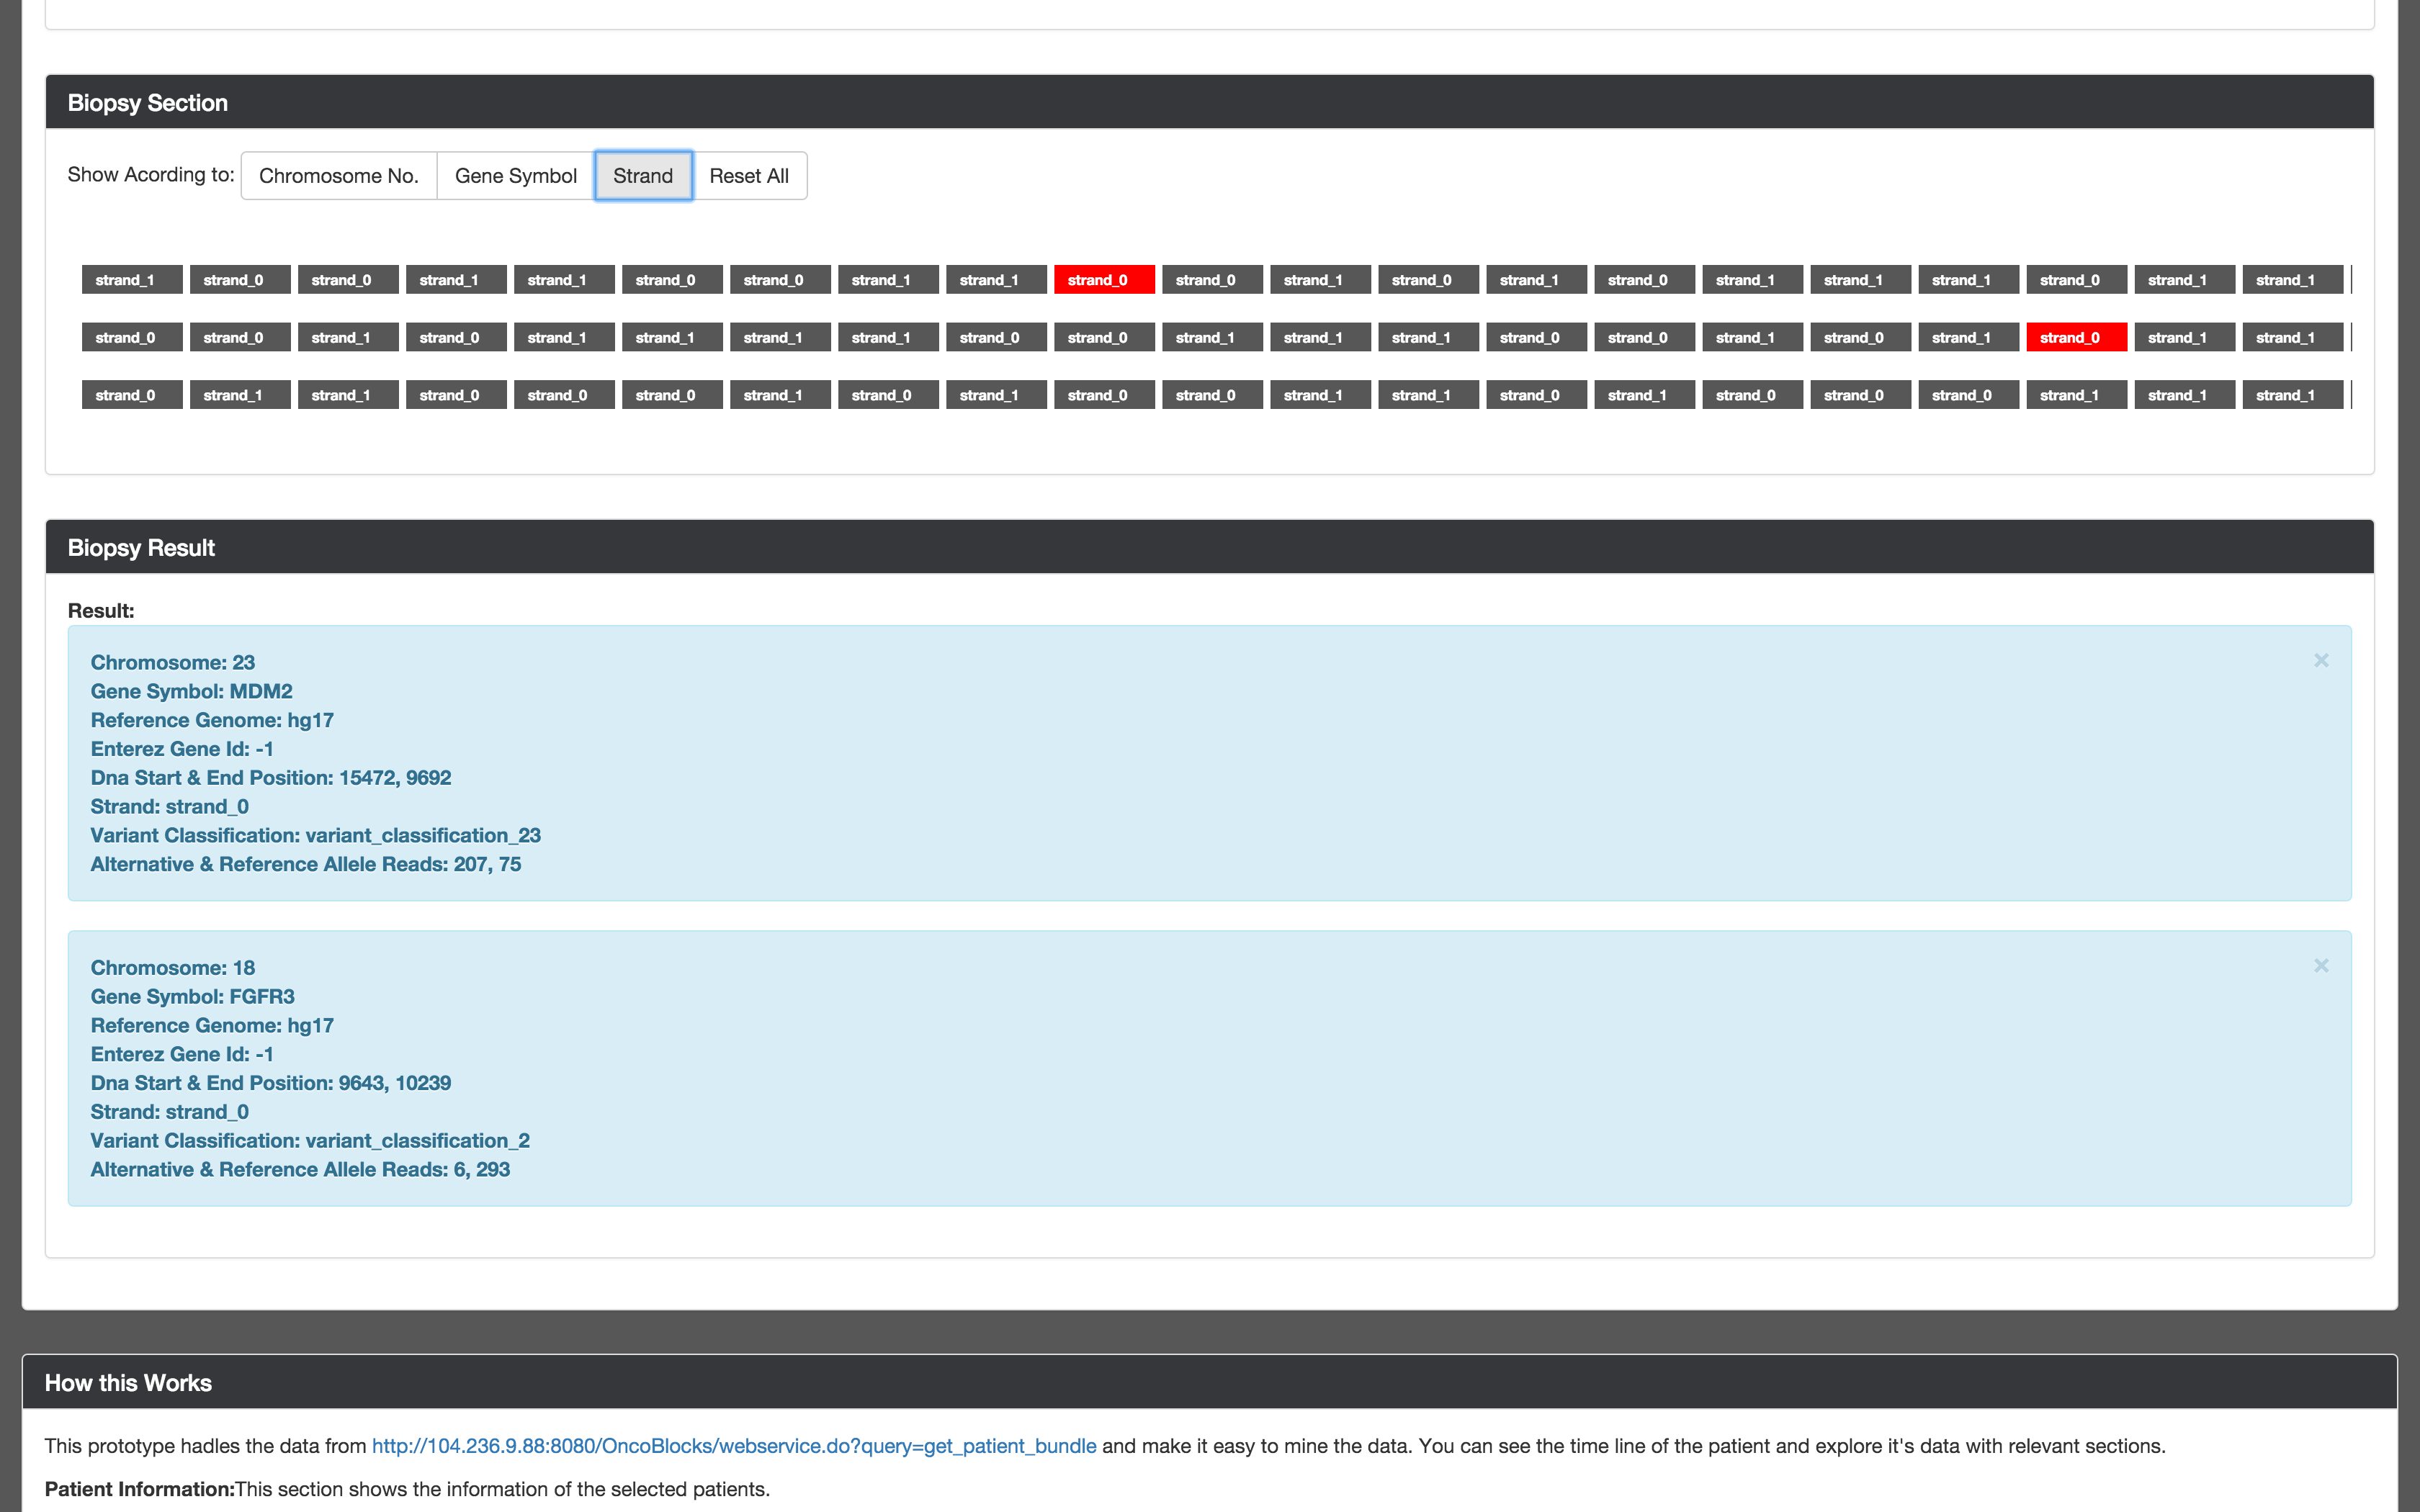 Biopsy Section
Show Acording to: Chromosome No. Gene Symbol Strand Reset All
strand_1 strand_0 strand_0 strand_1 strand_1 strand_0 strand_0 strand_1 strand_1 strand_0 strand_0 strand_1 strand_0 strand_1 strand_0 strand_1 strand_1 strand_1 strand_0 strand_1 strand_1
strand_0 strand_0 strand_1 strand_0 strand_1 strand_1 strand_1 strand_1 strand_0 strand_0 strand_1 strand_1 strand_1 strand_0 strand_0 strand_1 strand_0 strand_1 strand_0 strand_1 strand_1
strand_0 strand_1 strand_1 strand_0 strand_0 strand_0 strand_1 strand_0 strand_1 strand_0 strand_0 strand_1 strand_1 strand_0 strand_1 strand_0 strand_0 strand_0 strand_1 strand_1 strand_1
Biopsy Result
Result:
Chromosome: 23 ×
Gene Symbol: MDM2
Reference Genome: hg17
Enterez Gene Id: -1
Dna Start & End Position: 15472, 9692
Strand: strand_0
Variant Classification: variant_classification_23
Alternative & Reference Allele Reads: 207, 75
Chromosome: 18 ×
Gene Symbol: FGFR3
Reference Genome: hg17
Enterez Gene Id: -1
Dna Start & End Position: 9643, 10239
Strand: strand_0
Variant Classification: variant_classification_2
Alternative & Reference Allele Reads: 6, 293
How this Works
This prototype hadles the data from http://104.236.9.88:8080/OncoBlocks/webservice.do?query=get_patient_bundle and make it easy to mine the data. You can see the time line of the patient and explore it's data with relevant sections.
Patient Information:This section shows the information of the selected patients.